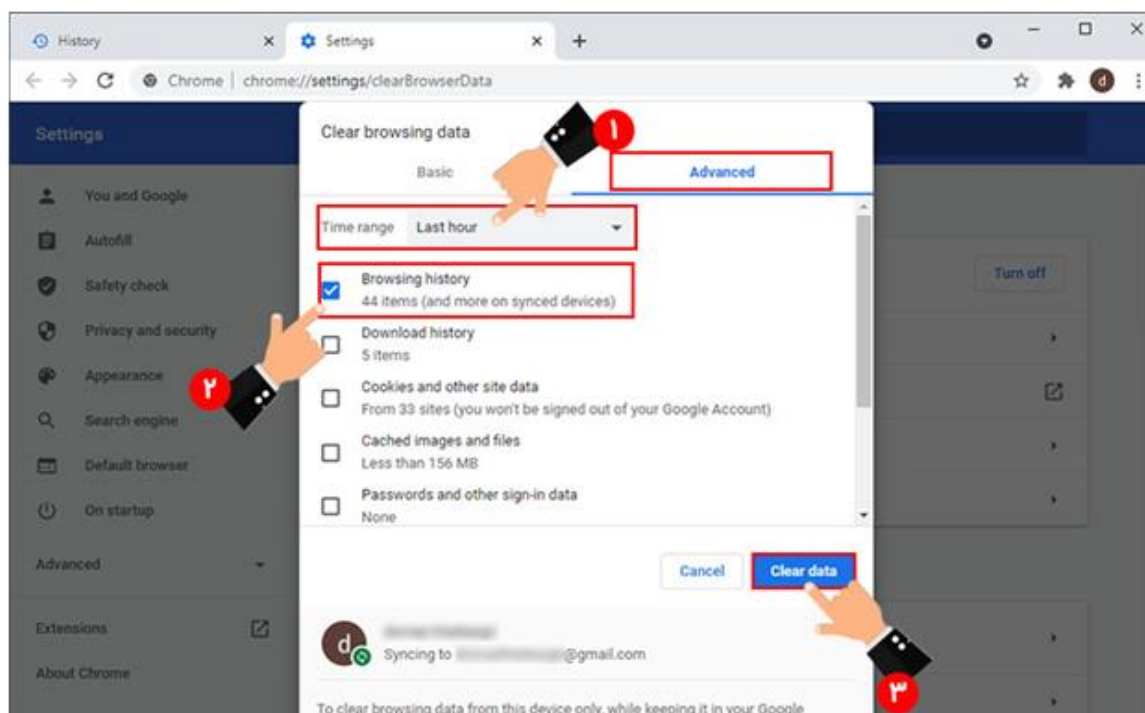 History
Settings
Chrome | chrome://settings/clearBrowserData
d
Settings
You and Google
Autofill
Safety check
Privacy and security
Appearance
Search engine
Default browser
On startup
Advanced
Extensions
About Chrome
Turn off
Clear browsing data
۱
Basic
Advanced
Time range Last hour
Browsing history
44 items (and more on synced devices)
۲
Download history
5 items
Cookies and other site data
From 33 sites (you won't be signed out of your Google Account)
Cached images and files
Less than 156 MB
Passwords and other sign-in data
None
Cancel
Clear data
۳
d
Syncing to @gmail.com
To clear browsing data from this device only, while keeping it in your Google